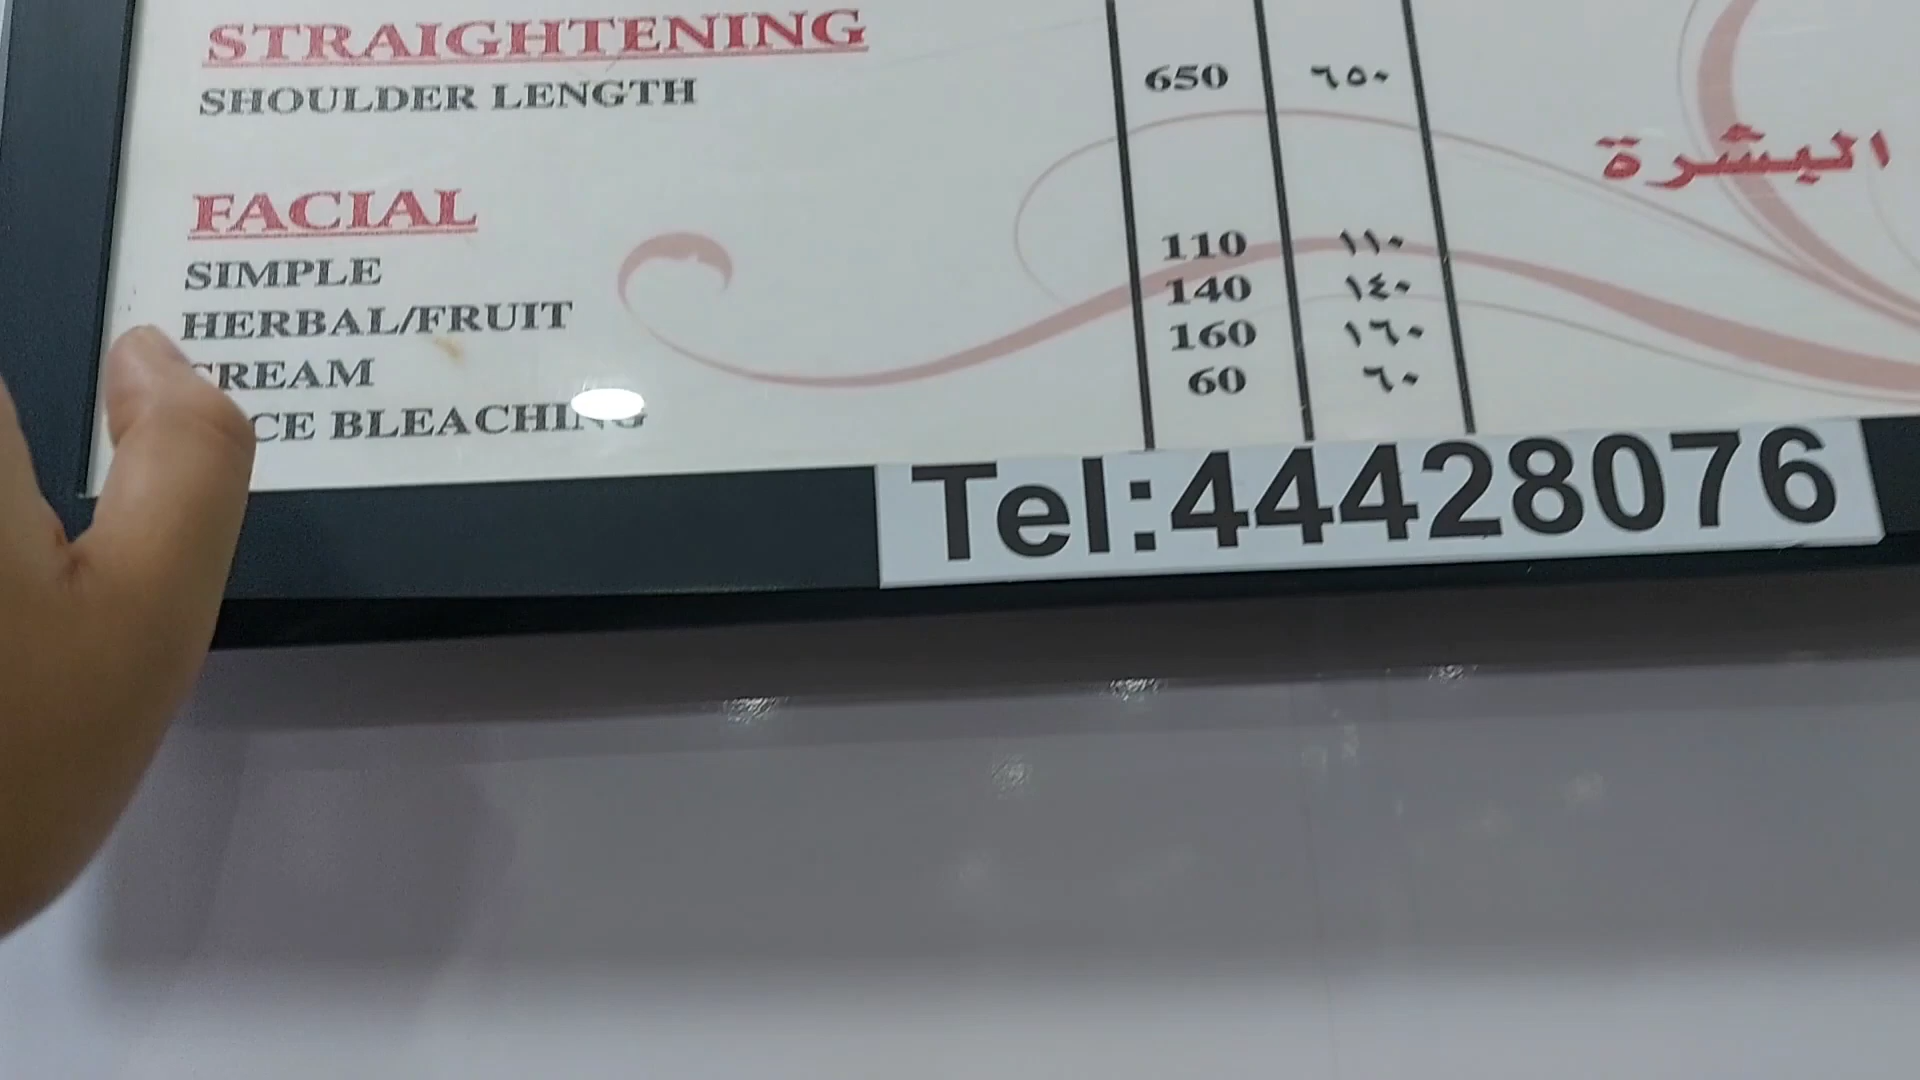 STRAIGHTENING
SHOULDER LENGTH 650 ٦٥٠
البشرة
FACIAL
SIMPLE 110 ١١٠
HERBAL/FRUIT 140 ١٤٠
CREAM 160 ١٦٠
CE BLEACHING 60 ٦٠
Tel:44428076